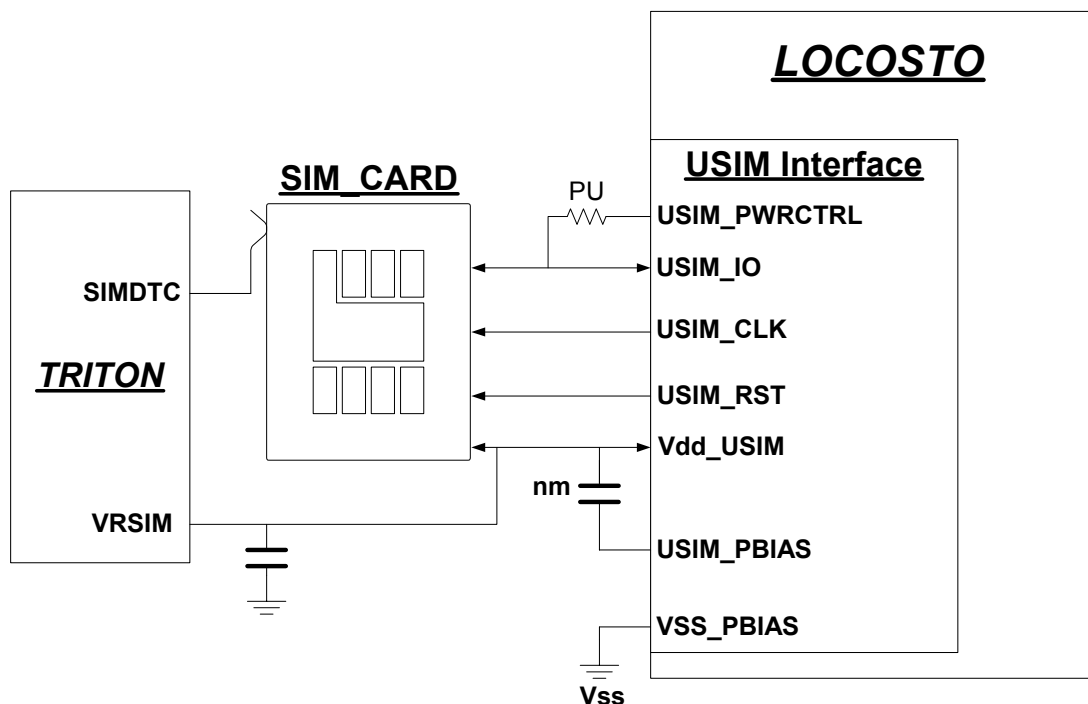 LOCOSTO
USIM Interface
SIM_CARD
PU
USIM_PWRCTRL
USIM_IO
SIMDTC
USIM_CLK
TRITON
USIM_RST
Vdd_USIM
nm
VRSIM
USIM_PBIAS
VSS_PBIAS
Vss